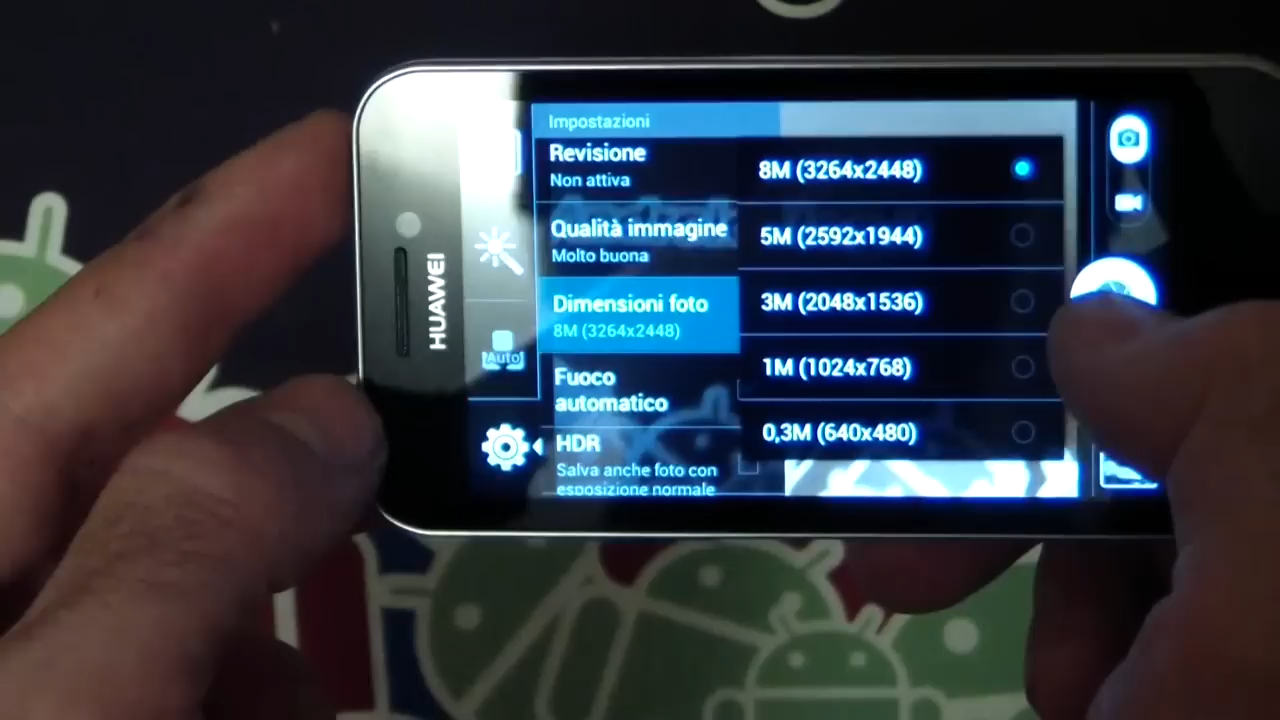 HUAWEI
Auto
Impostazioni
Revisione
Non attiva
Qualità immagine
Molto buona
Dimensioni foto
8M (3264x2448)
Fuoco
automatico
HDR
Salva anche foto con
esposizione normale
8M (3264x2448)
5M (2592x1944)
3M (2048x1536)
1M (1024x768)
0,3M (640x480)